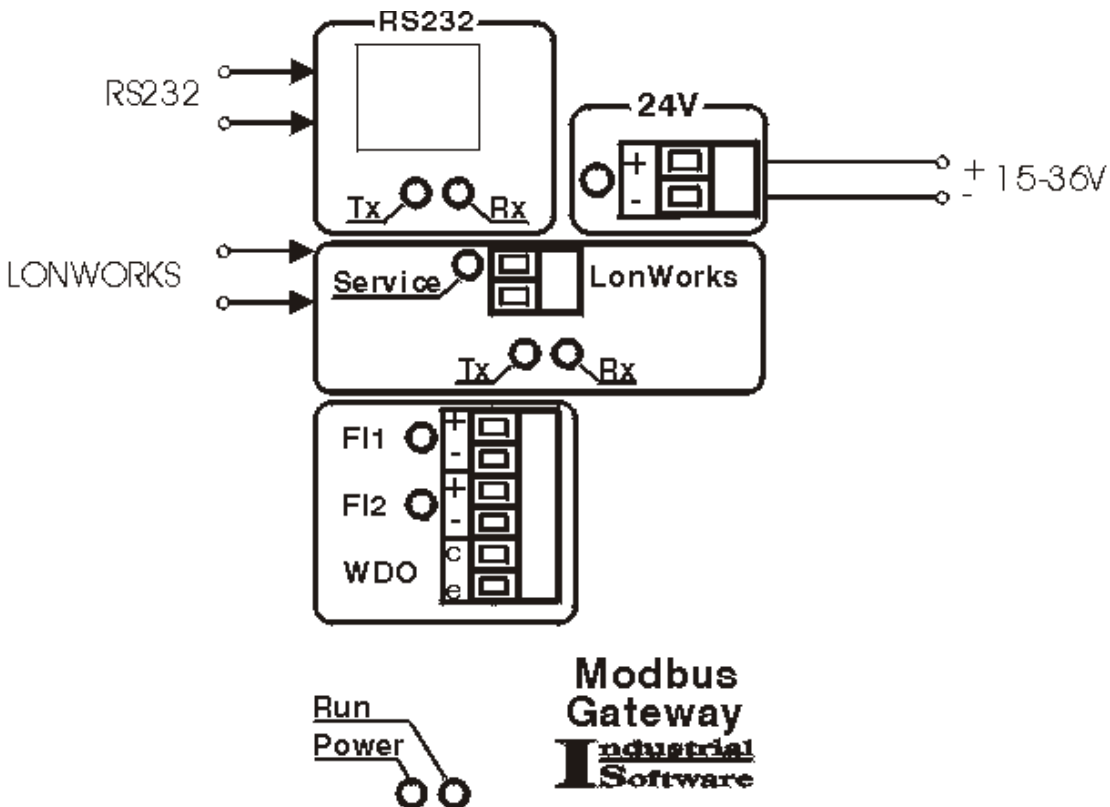 RS232
RS232
Tx Rx
24V
+
-
+ 15-36V
-
LONWORKS
Service LonWorks
Tx Rx
FI1 +
-
FI2 +
-
WDO c
e
Modbus
Gateway
Industrial
Software
Run
Power